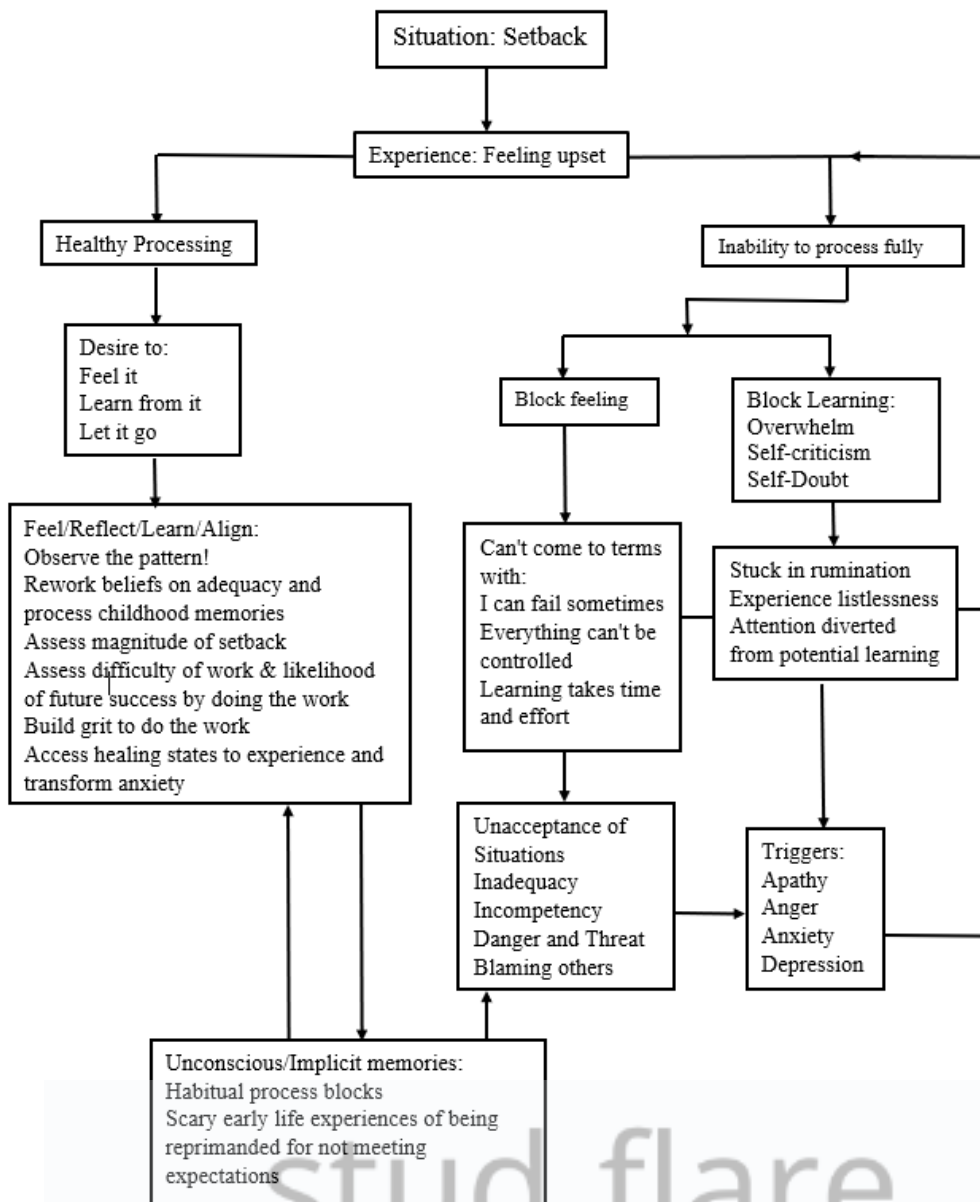 Situation: Setback
Experience: Feeling upset
Healthy Processing
Inability to process fully
Desire to:
Feel it
Learn from it
Let it go
Block feeling
Block Learning:
Overwhelm
Self-criticism
Self-Doubt
Feel/Reflect/Learn/Align:
Observe the pattern!
Rework beliefs on adequacy and
process childhood memories
Assess magnitude of setback
Assess difficulty of work & likelihood
of future success by doing the work
Build grit to do the work
Access healing states to experience and
transform anxiety
Can't come to terms
with:
I can fail sometimes
Everything can't be
controlled
Learning takes time
and effort
Stuck in rumination
Experience listlessness
Attention diverted
from potential learning
Unacceptance of
Situations
Inadequacy
Incompetency
Danger and Threat
Blaming others
Triggers:
Apathy
Anger
Anxiety
Depression
Unconscious/Implicit memories:
Habitual process blocks
Scary early life experiences of being
reprimanded for not meeting
expectations
stud flare